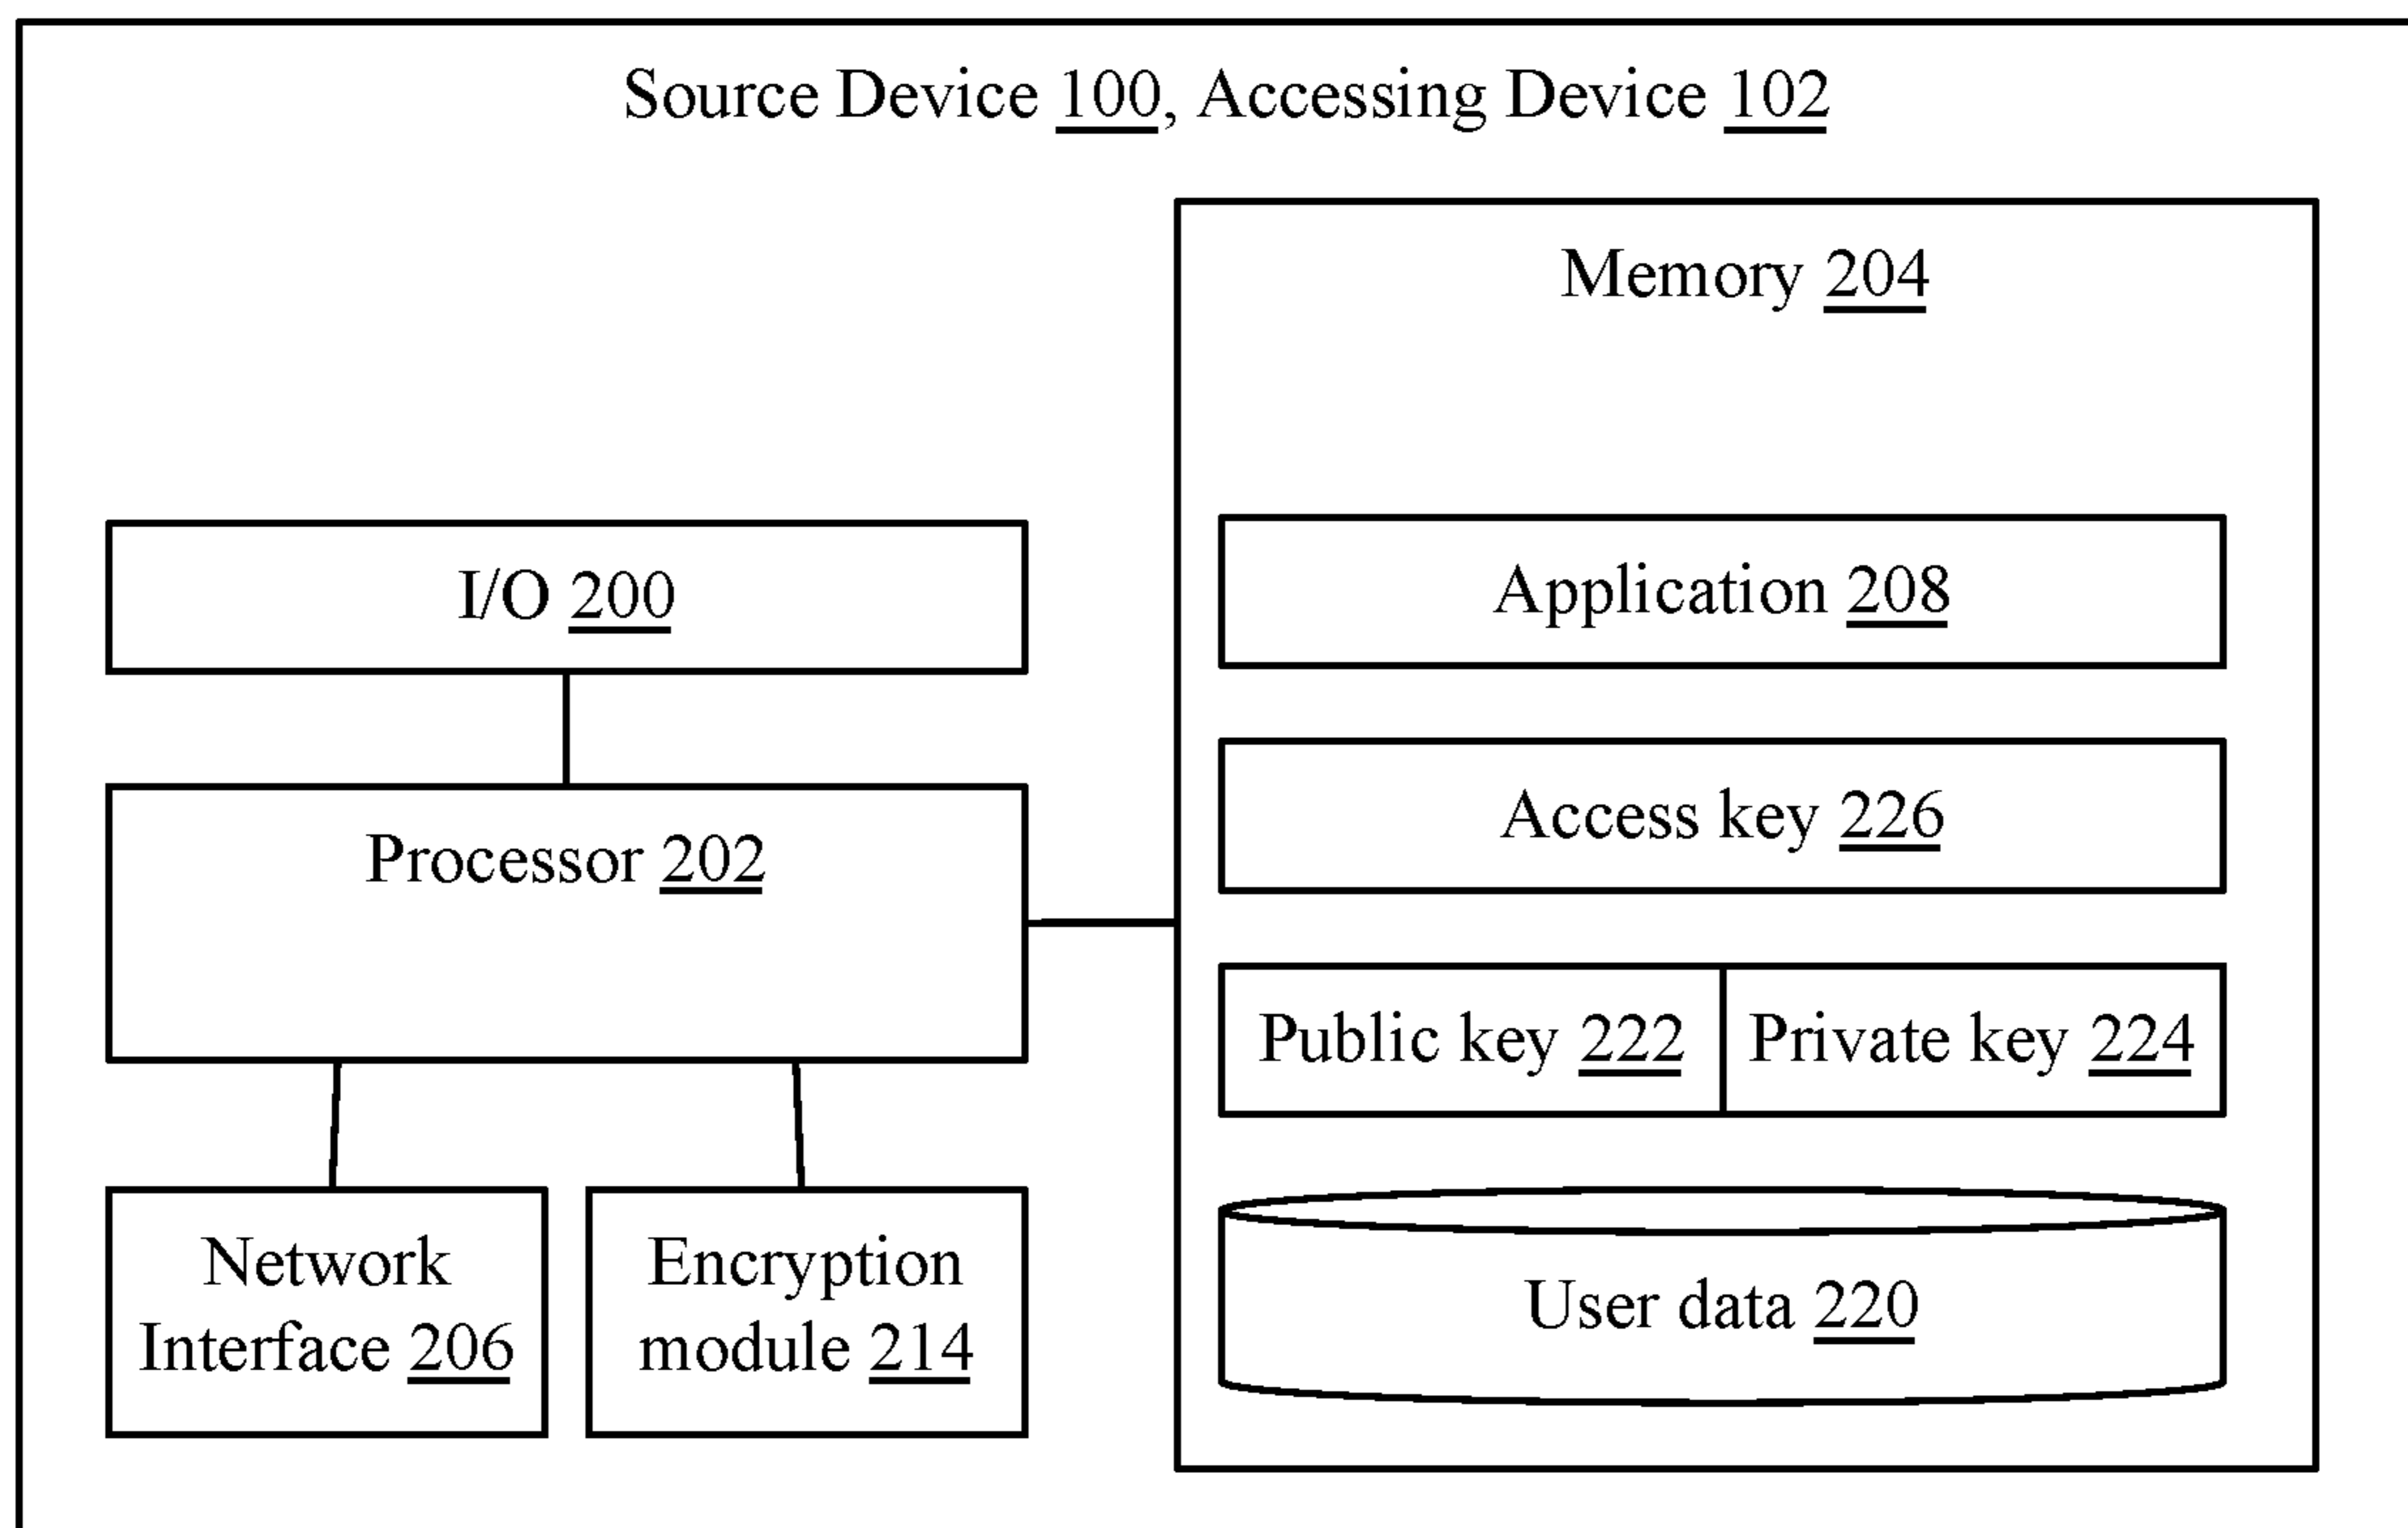 Source Device 100, Accessing Device 102
Memory 204
I/O 200
Processor 202
Network
Interface 206
Encryption
module 214
Application 208
Access key 226
Public key 222
Private key 224
User data 220